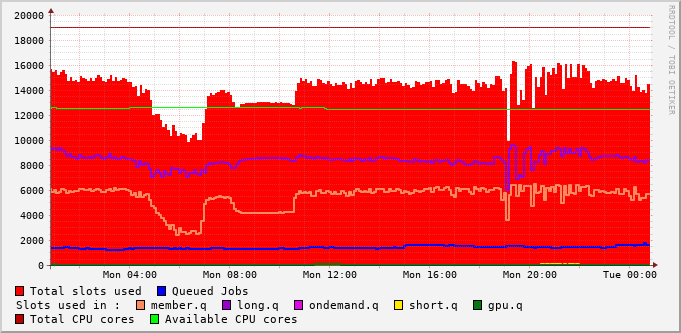 20000
18000
16000
14000
12000
10000
8000
6000
4000
2000
0
Mon 04:00 Mon 08:00 Mon 12:00 Mon 16:00 Mon 20:00 Tue 00:00
RRDTOOL / TOBI OETIKER
Total slots used Queued Jobs
Slots used in : member.q long.q ondemand.q short.q gpu.q
Total CPU cores Available CPU cores